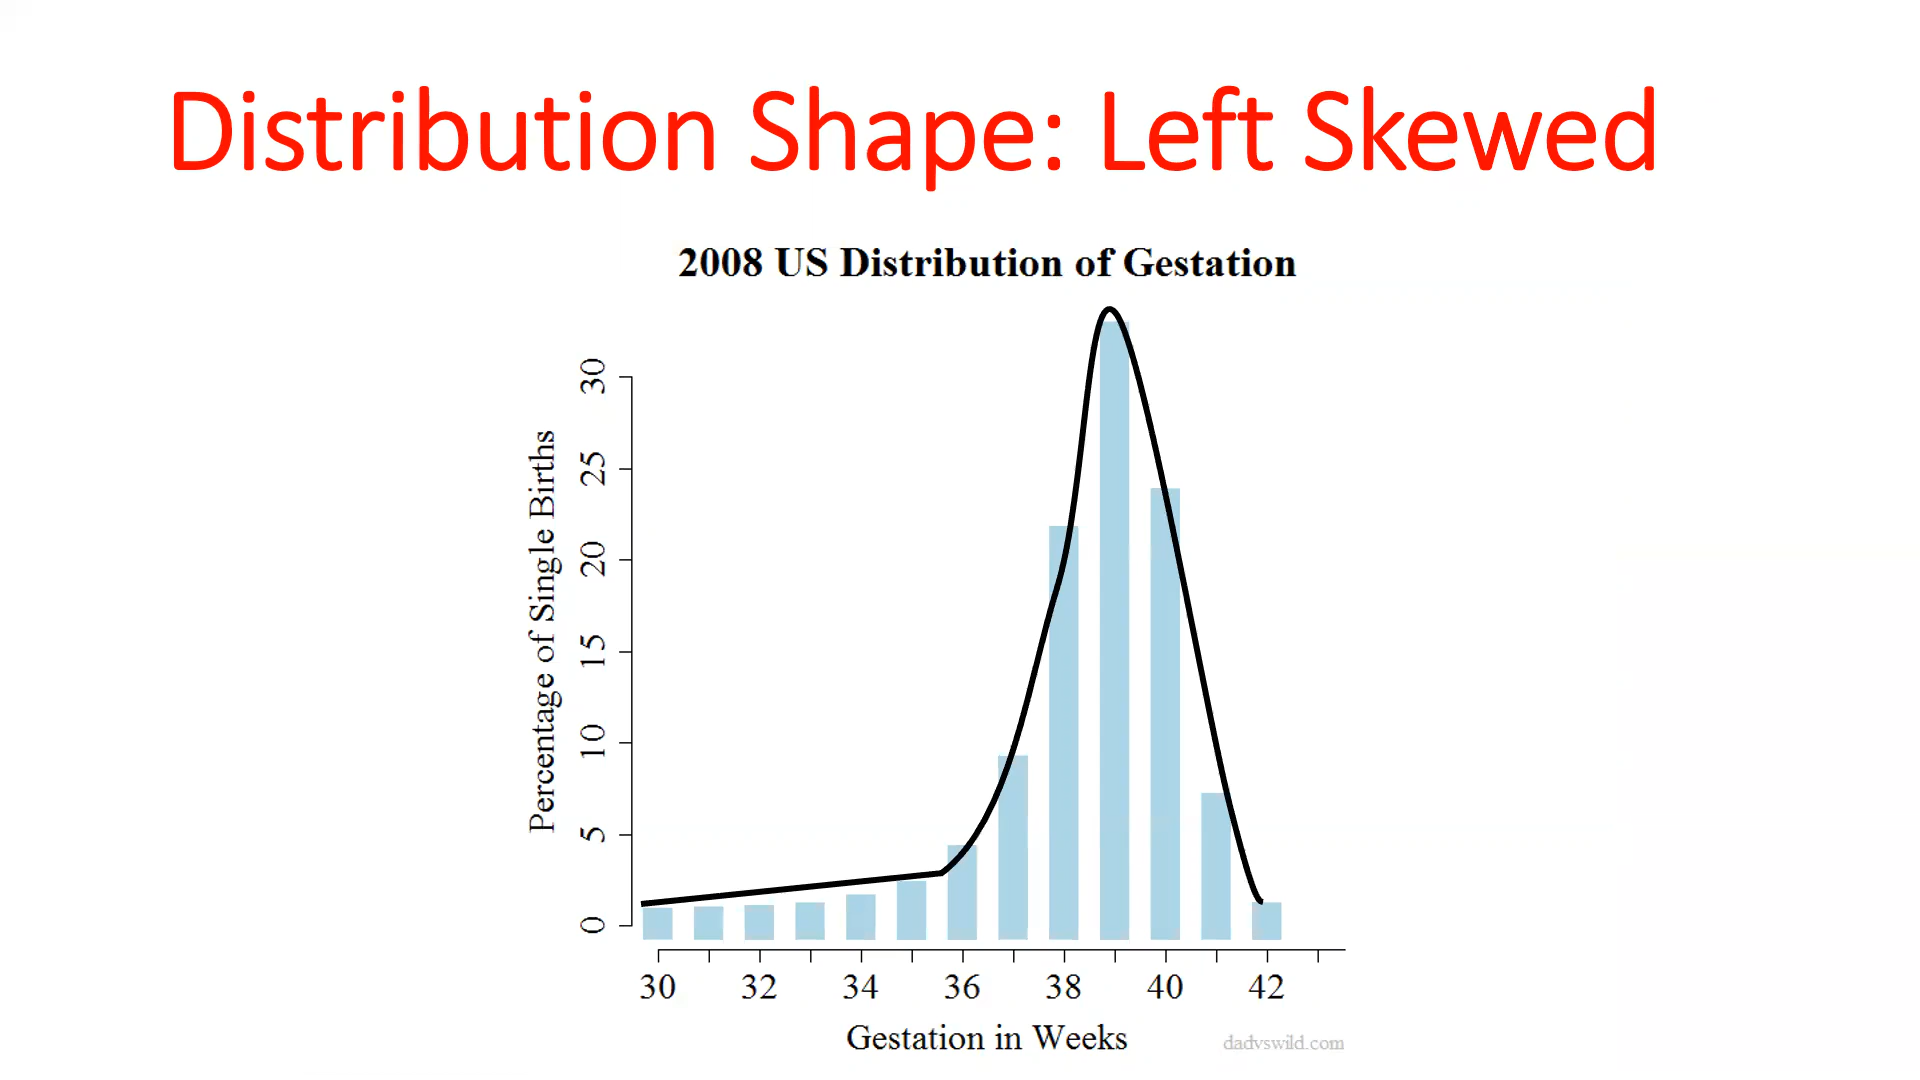 Distribution Shape: Left Skewed
2008 US Distribution of Gestation
Percentage of Single Births
30
25
20
15
10
5
0
30 32 34 36 38 40 42
Gestation in Weeks
dadvswild.com